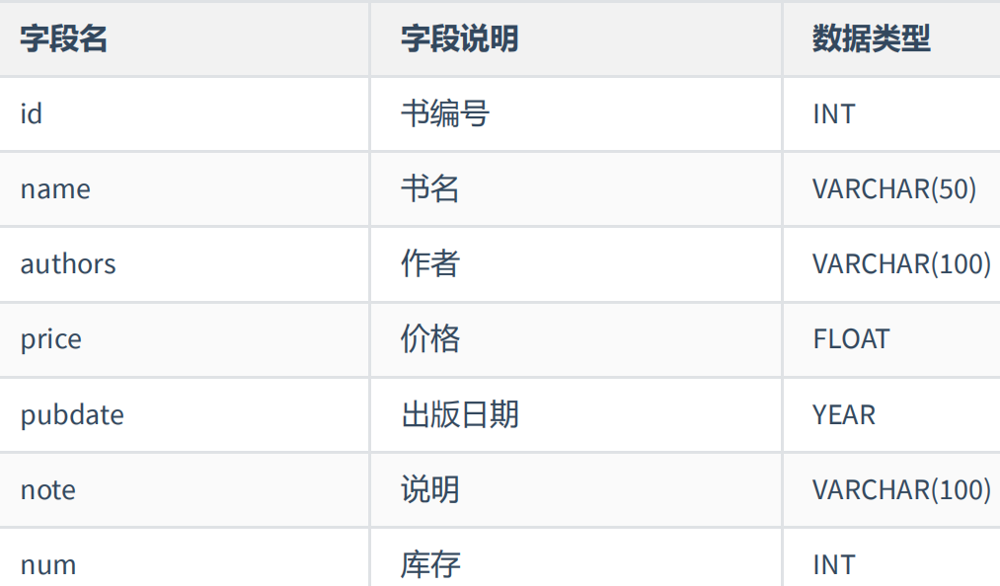 字段名 字段说明 数据类型
id 书编号 INT
name 书名 VARCHAR(50)
authors 作者 VARCHAR(100)
price 价格 FLOAT
pubdate 出版日期 YEAR
note 说明 VARCHAR(100)
num 库存 INT